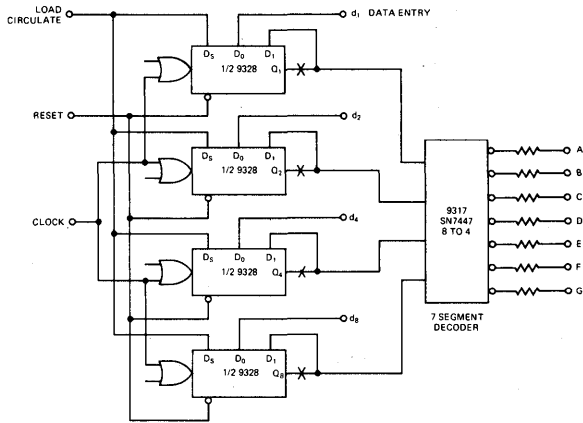 LOAD
CIRCULATE
d₁ DATA ENTRY
Dₛ D₀ D₁
1/2 9328 Q₁
RESET
d₂
Dₛ D₀ D₁
1/2 9328 Q₂
CLOCK
d₄
Dₛ D₀ D₁
1/2 9328 Q₄
d₈
Dₛ D₀ D₁
1/2 9328 Q₈
9317
SN7447
8 TO 4
7 SEGMENT
DECODER
A
B
C
D
E
F
G